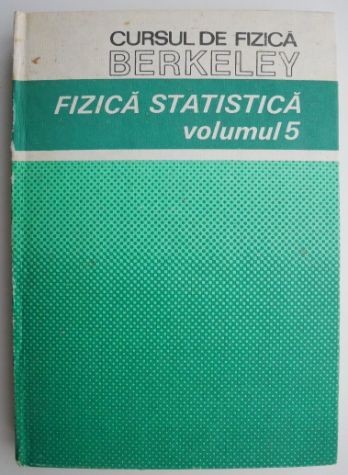 CURSUL DE FIZICĂ
BERKELEY
FIZICĂ STATISTICĂ
volumul 5